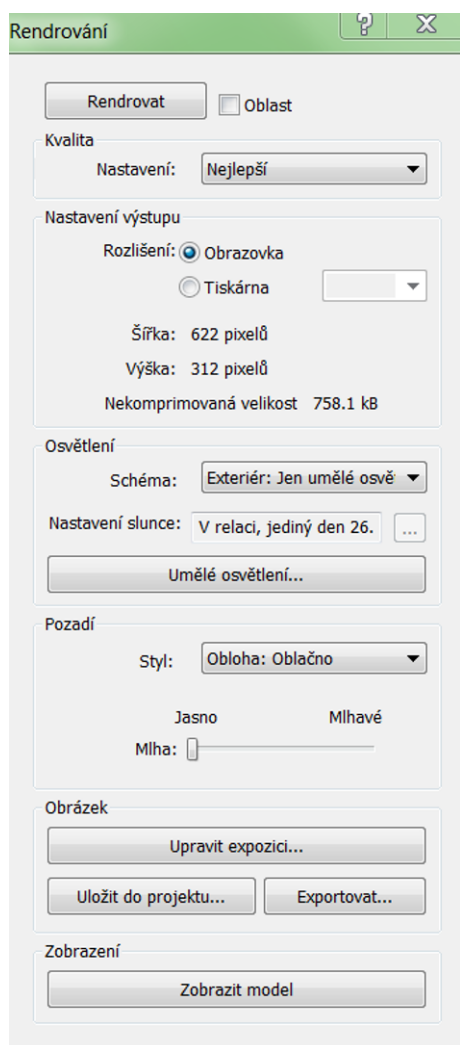 Rendrování
Rendrovat Oblast
Kvalita
Nastavení: Nejlepší
Nastavení výstupu
Rozlišení: Obrazovka
Tiskárna
Šířka: 622 pixelů
Výška: 312 pixelů
Nekomprimovaná velikost 758.1 kB
Osvětlení
Schéma: Exteriér: Jen umělé osvě
Nastavení slunce: V relaci, jediný den 26. ...
Umělé osvětlení...
Pozadí
Styl: Obloha: Oblačno
Jasno Mlhavé
Mlha:
Obrázek
Upravit expozici...
Uložit do projektu... Exportovat...
Zobrazení
Zobrazit model